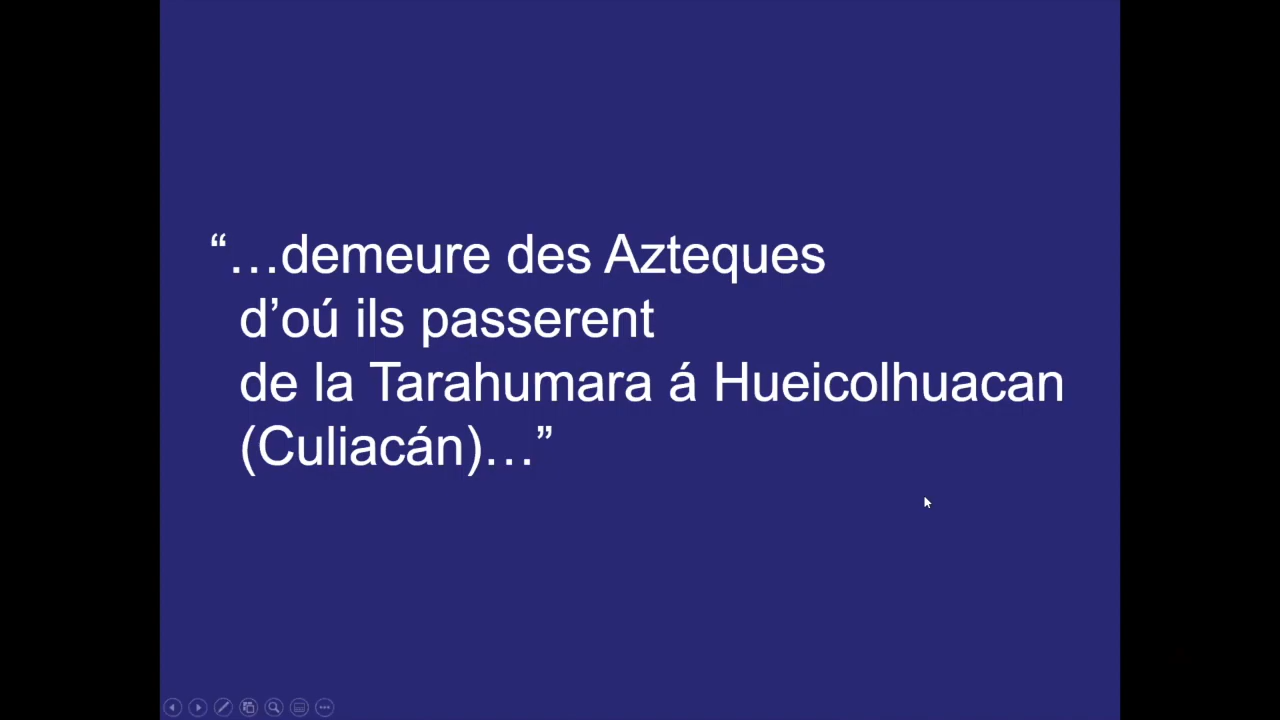 “…demeure des Azteques
d’oú ils passerent
de la Tarahumara á Hueicolhuacan
(Culiacán)…”